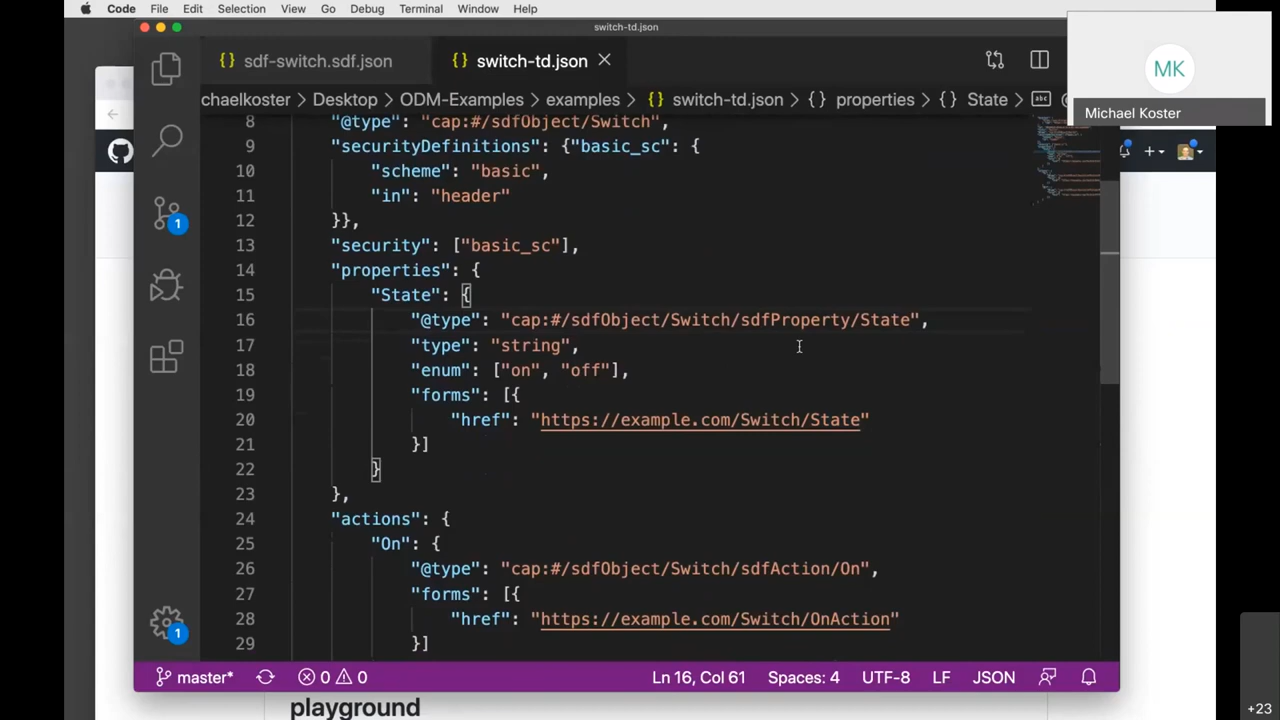 Code File Edit Selection View Go Debug Terminal Window Help
switch-td.json
{} sdf-switch.sdf.json
{} switch-td.json
MK
Michael Koster
chaelkoster > Desktop > ODM-Examples > examples > {} switch-td.json > {} properties > {} State > abc
8 "@type": "cap:#/sdfObject/Switch",
9 "securityDefinitions": {"basic_sc": {
10 "scheme": "basic",
11 "in": "header"
12 }},
13 "security": ["basic_sc"],
14 "properties": {
15 "State": {
16 "@type": "cap:#/sdfObject/Switch/sdfProperty/State",
17 "type": "string",
18 "enum": ["on", "off"],
19 "forms": [{
20 "href": "https://example.com/Switch/State"
21 }]
22 }
23 },
24 "actions": {
25 "On": {
26 "@type": "cap:#/sdfObject/Switch/sdfAction/On",
27 "forms": [{
28 "href": "https://example.com/Switch/OnAction"
29 }]
1
1
master* 0 0 Ln 16, Col 61 Spaces: 4 UTF-8 LF JSON
playground
+23